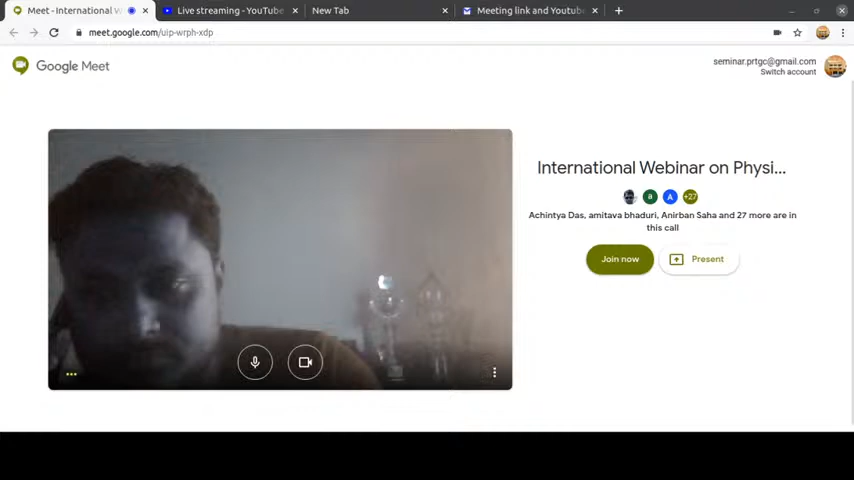 Meet - International W
Live streaming - YouTube
New Tab
Meeting link and Youtube
meet.google.com/uip-wrph-xdp
Google Meet
seminar.prtgc@gmail.com
Switch account
International Webinar on Physi...
a A +27
Achintya Das, amitava bhaduri, Anirban Saha and 27 more are in
this call
Join now
Present